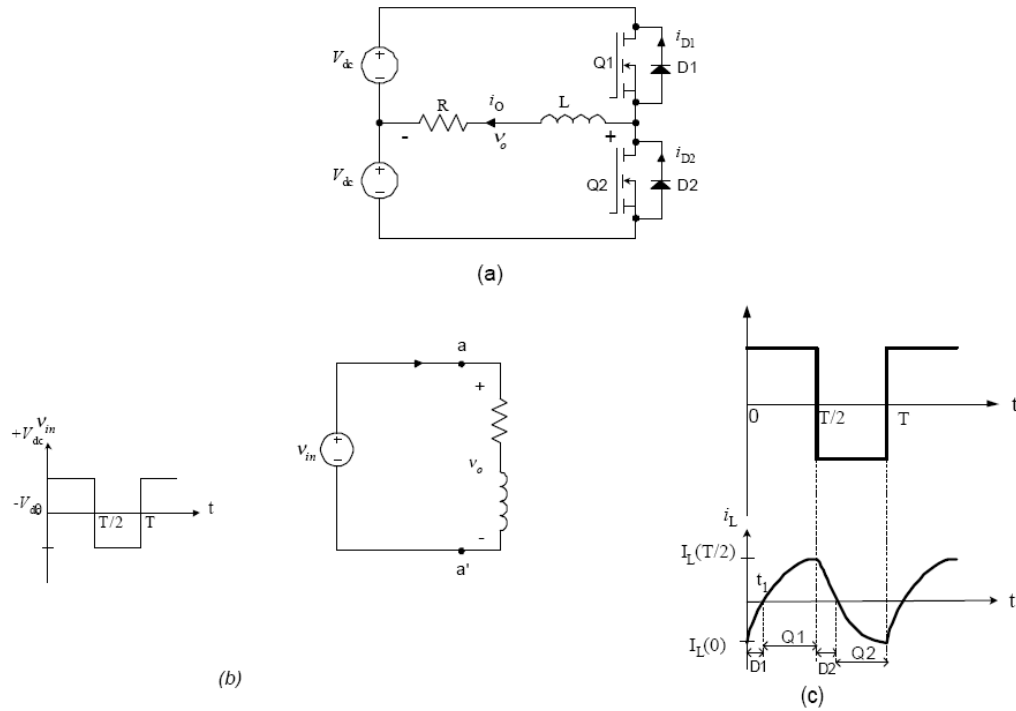 V_dc
Q1
i_D1
D1
R
i_O
L
-
v_o
+
V_dc
Q2
i_D2
D2
(a)
v_in
+V_dc
-V_dc 0
T/2
T
t
(b)
a
+
v_in
v_o
-
a'
0
T/2
T
t
i_L
I_L(T/2)
t_1
t
I_L(0)
D1
Q1
D2
Q2
(c)